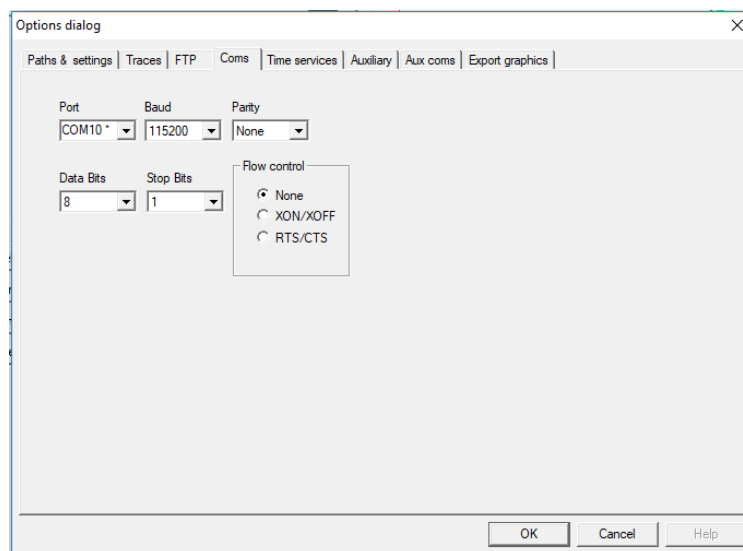 Options dialog
Paths & settings Traces FTP Coms Time services Auxiliary Aux coms Export graphics
Port Baud Parity
COM10 * 115200 None
Data Bits Stop Bits Flow control
8 1 None
XON/XOFF
RTS/CTS
OK Cancel Help